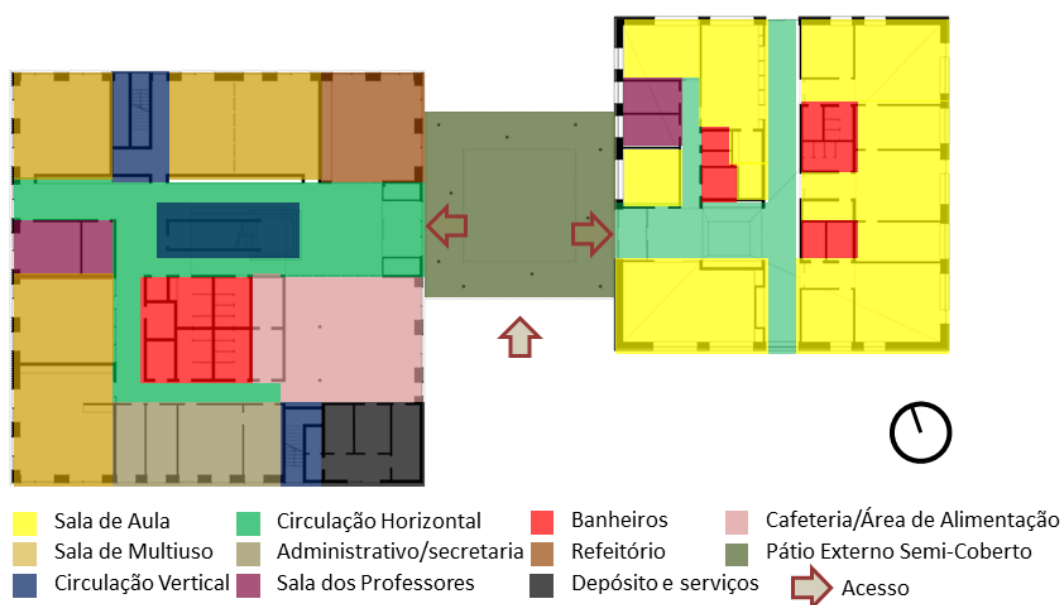 Sala de Aula
Circulação Horizontal
Banheiros
Cafeteria/Área de Alimentação
Sala de Multiuso
Administrativo/secretaria
Refeitório
Pátio Externo Semi-Coberto
Circulação Vertical
Sala dos Professores
Depósito e serviços
Acesso